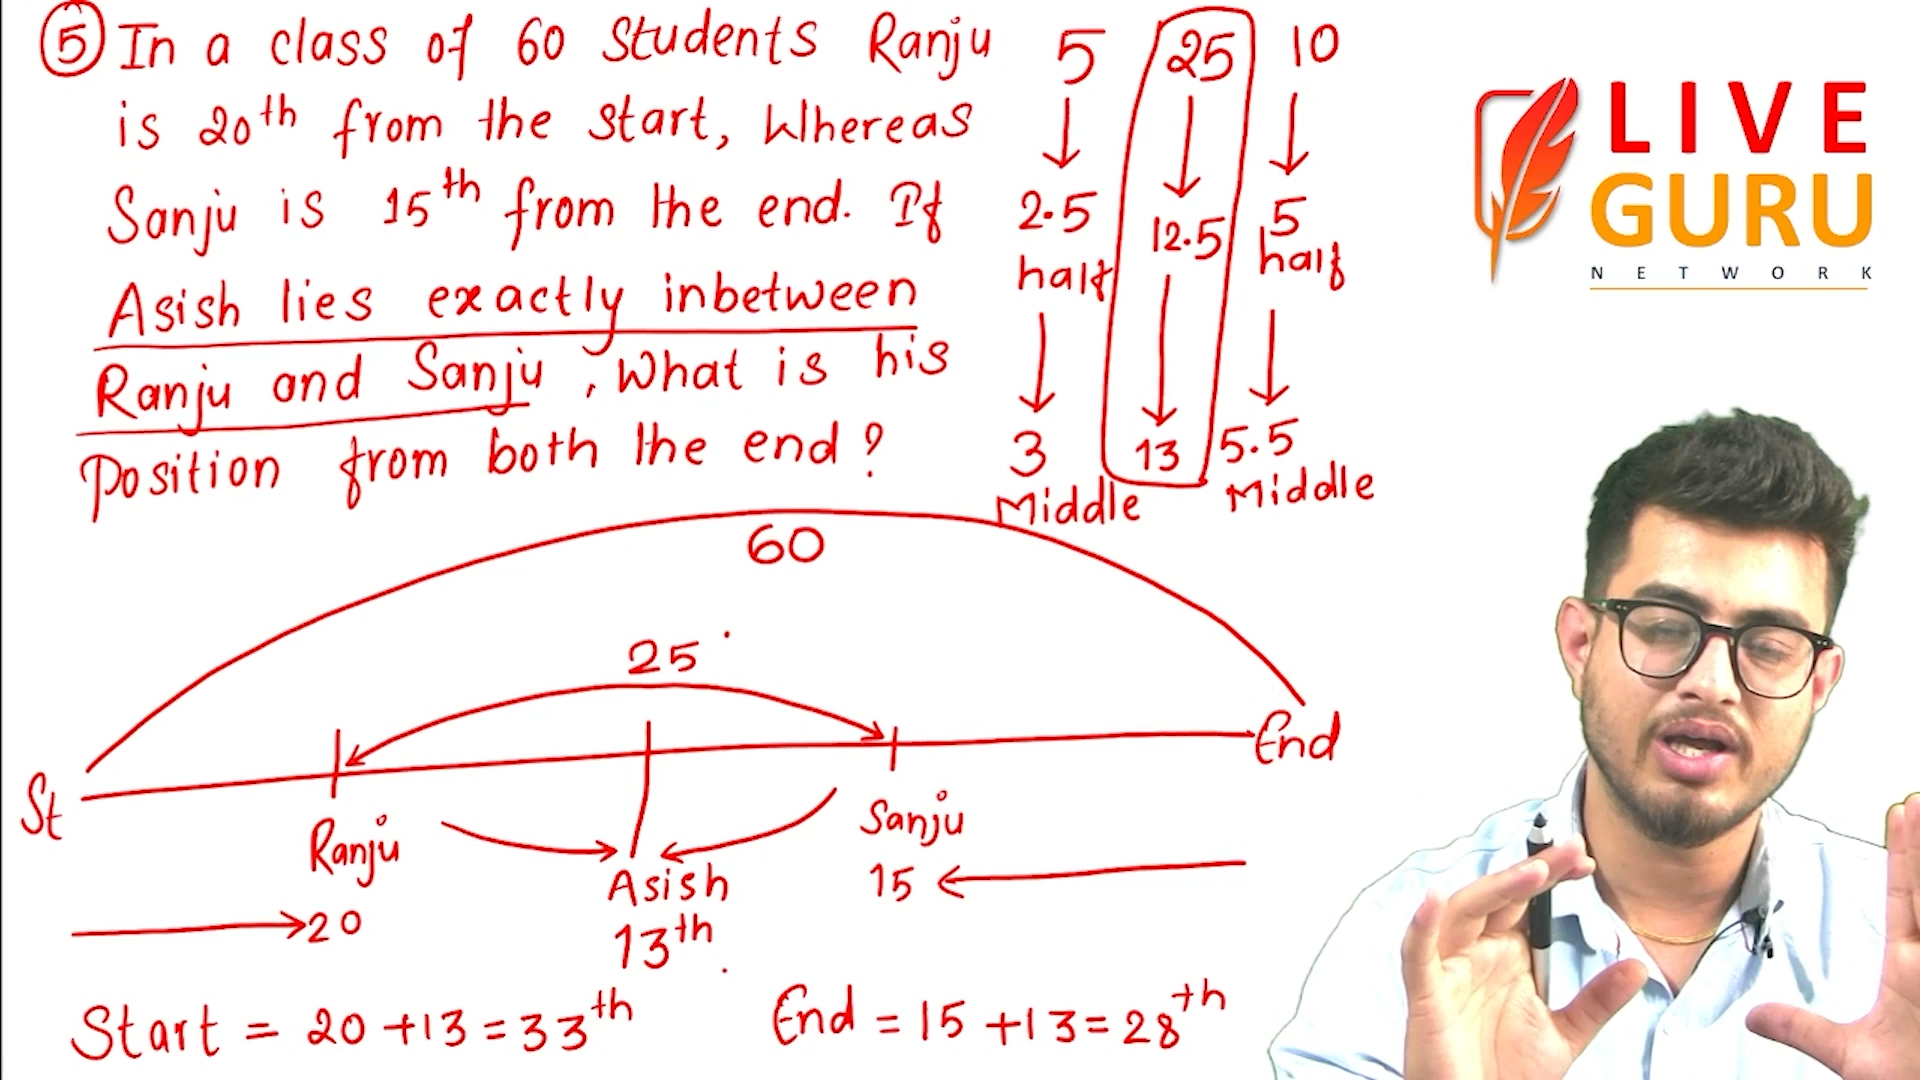 5 In a class of 60 students Ranju
is 20th from the start, Whereas
Sanju is 15th from the end. If
Asish lies exactly inbetween
Ranju and Sanju, What is his
Position from both the end?
5 25 10
2.5 12.5 5
half half
3 13 5.5
Middle Middle
LIVE
GURU
NETWORK
60
25
St
End
Ranju
Sanju
20
Asish
13th.
15
Start = 20 + 13 = 33th
End = 15 + 13 = 28th